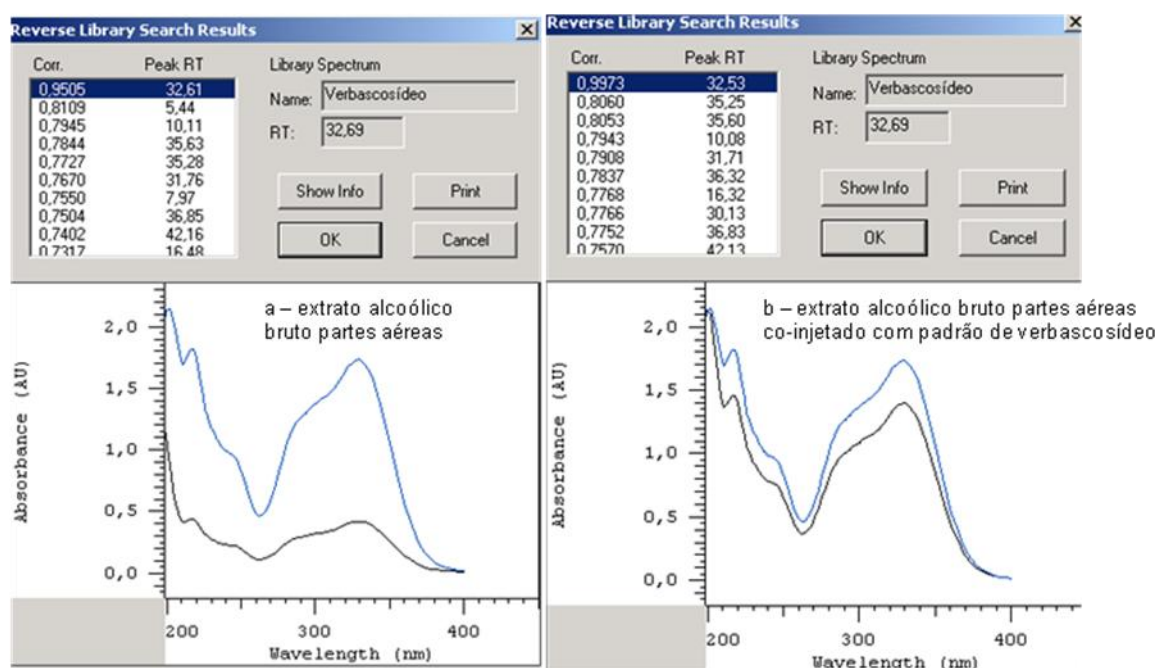 Reverse Library Search Results
Corr. Peak RT
0,9505 32,61
0,8109 5,44
0,7945 10,11
0,7844 35,63
0,7727 35,28
0,7670 31,76
0,7550 7,97
0,7504 36,85
0,7402 42,16
0,7317 16,48
Library Spectrum
Name: Verbascosídeo
RT: 32,69
Show Info Print
OK Cancel
a – extrato alcoólico
bruto partes aéreas
Absorbance (AU)
2,0
1,5
1,0
0,5
0,0
200 300 400
Wavelength (nm)
Reverse Library Search Results
Corr. Peak RT
0,9973 32,53
0,8060 35,25
0,8053 35,60
0,7943 10,08
0,7908 31,71
0,7837 36,32
0,7768 16,32
0,7766 30,13
0,7752 36,83
0,7570 42,13
Library Spectrum
Name: Verbascosídeo
RT: 32,69
Show Info Print
OK Cancel
b – extrato alcoólico bruto partes aéreas
co-injetado com padrão de verbascosídeo
Absorbance (AU)
2,0
1,5
1,0
0,5
0,0
200 300 400
Wavelength (nm)